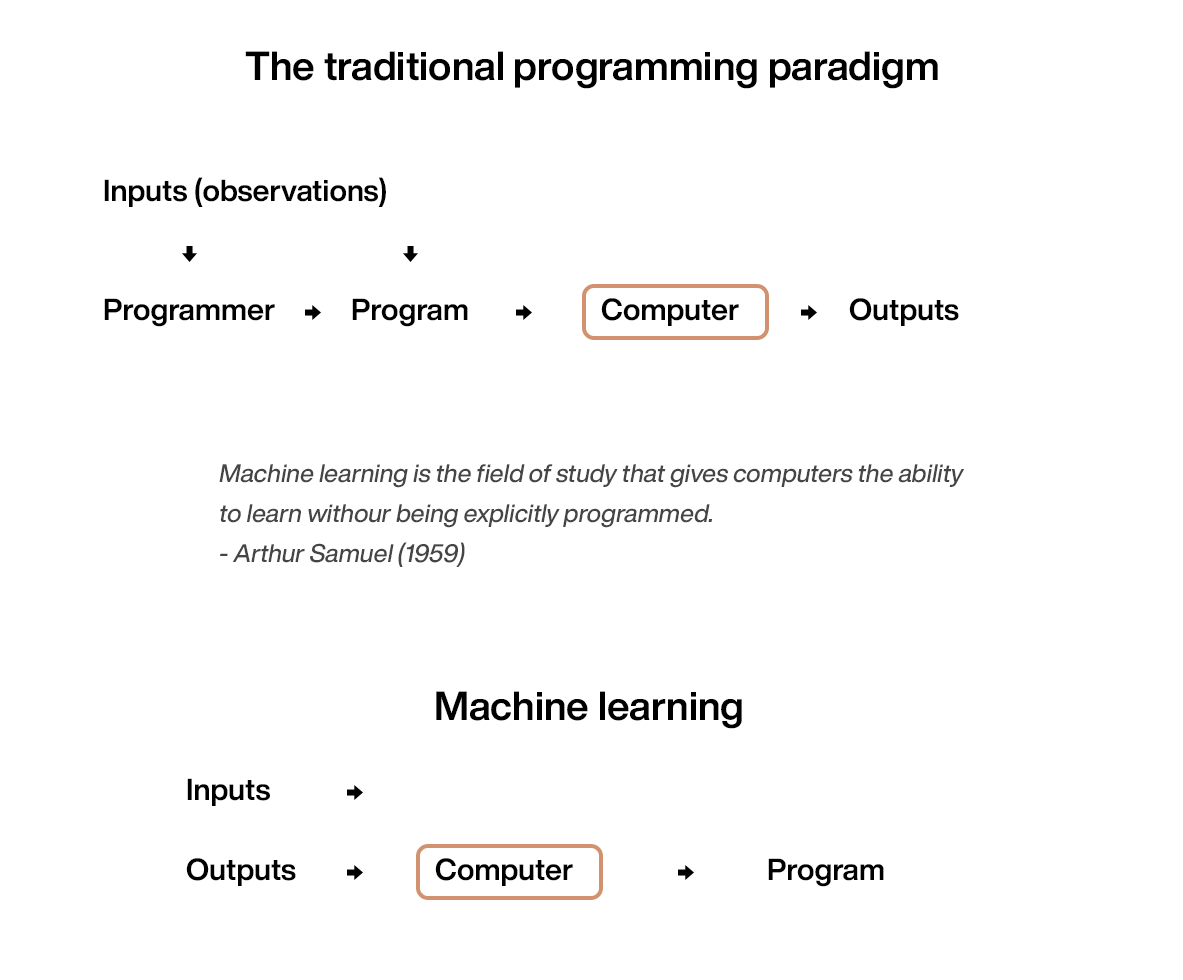 The traditional programming paradigm
Inputs (observations)
Programmer Program Computer Outputs
Machine learning is the field of study that gives computers the ability
to learn withour being explicitly programmed.
- Arthur Samuel (1959)
Machine learning
Inputs
Outputs Computer Program